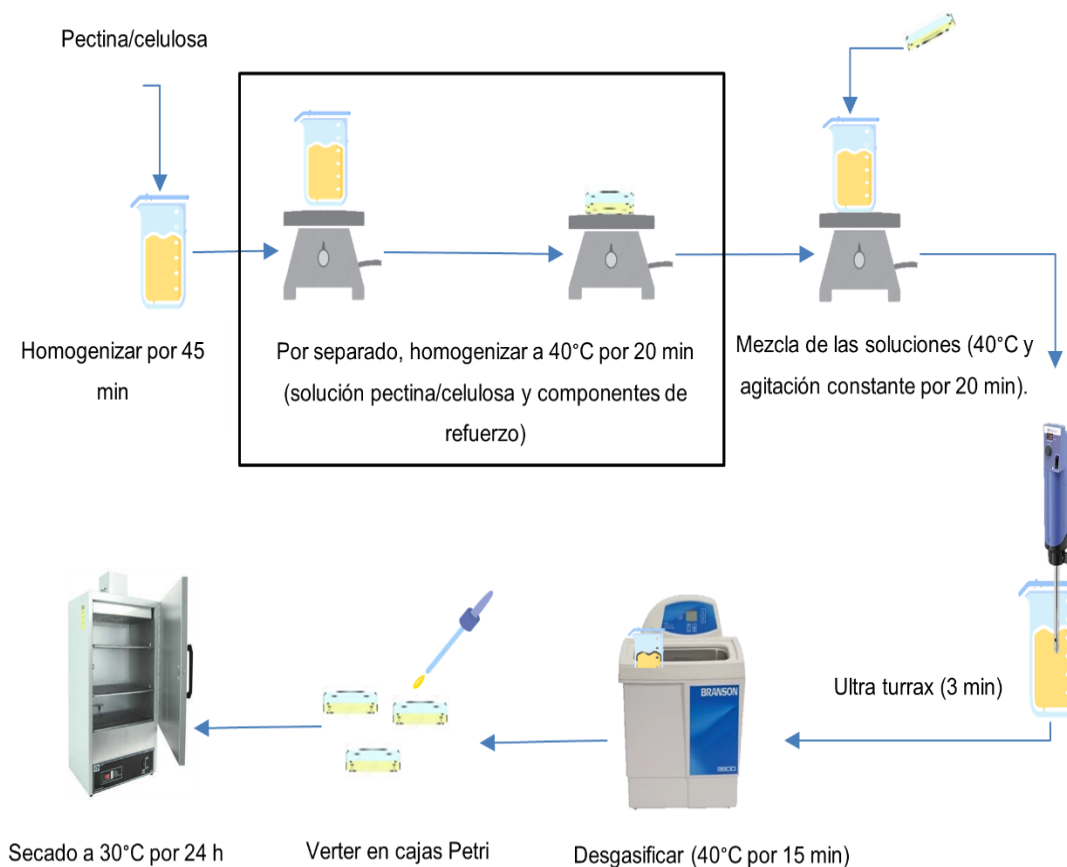 Pectina/celulosa
Homogenizar por 45
min
Por separado, homogenizar a 40°C por 20 min
(solución pectina/celulosa y componentes de
refuerzo)
Mezcla de las soluciones (40°C y
agitación constante por 20 min).
Ultra turrax (3 min)
BRANSON
Desgasificar (40°C por 15 min)
Verter en cajas Petri
Secado a 30°C por 24 h